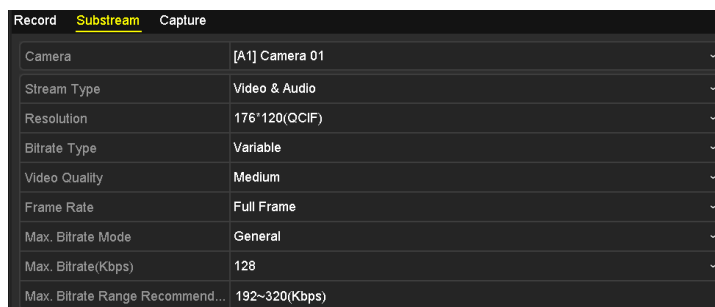 Record Substream Capture
Camera [A1] Camera 01
Stream Type Video & Audio
Resolution 176*120(QCIF)
Bitrate Type Variable
Video Quality Medium
Frame Rate Full Frame
Max. Bitrate Mode General
Max. Bitrate(Kbps) 128
Max. Bitrate Range Recommend... 192~320(Kbps)